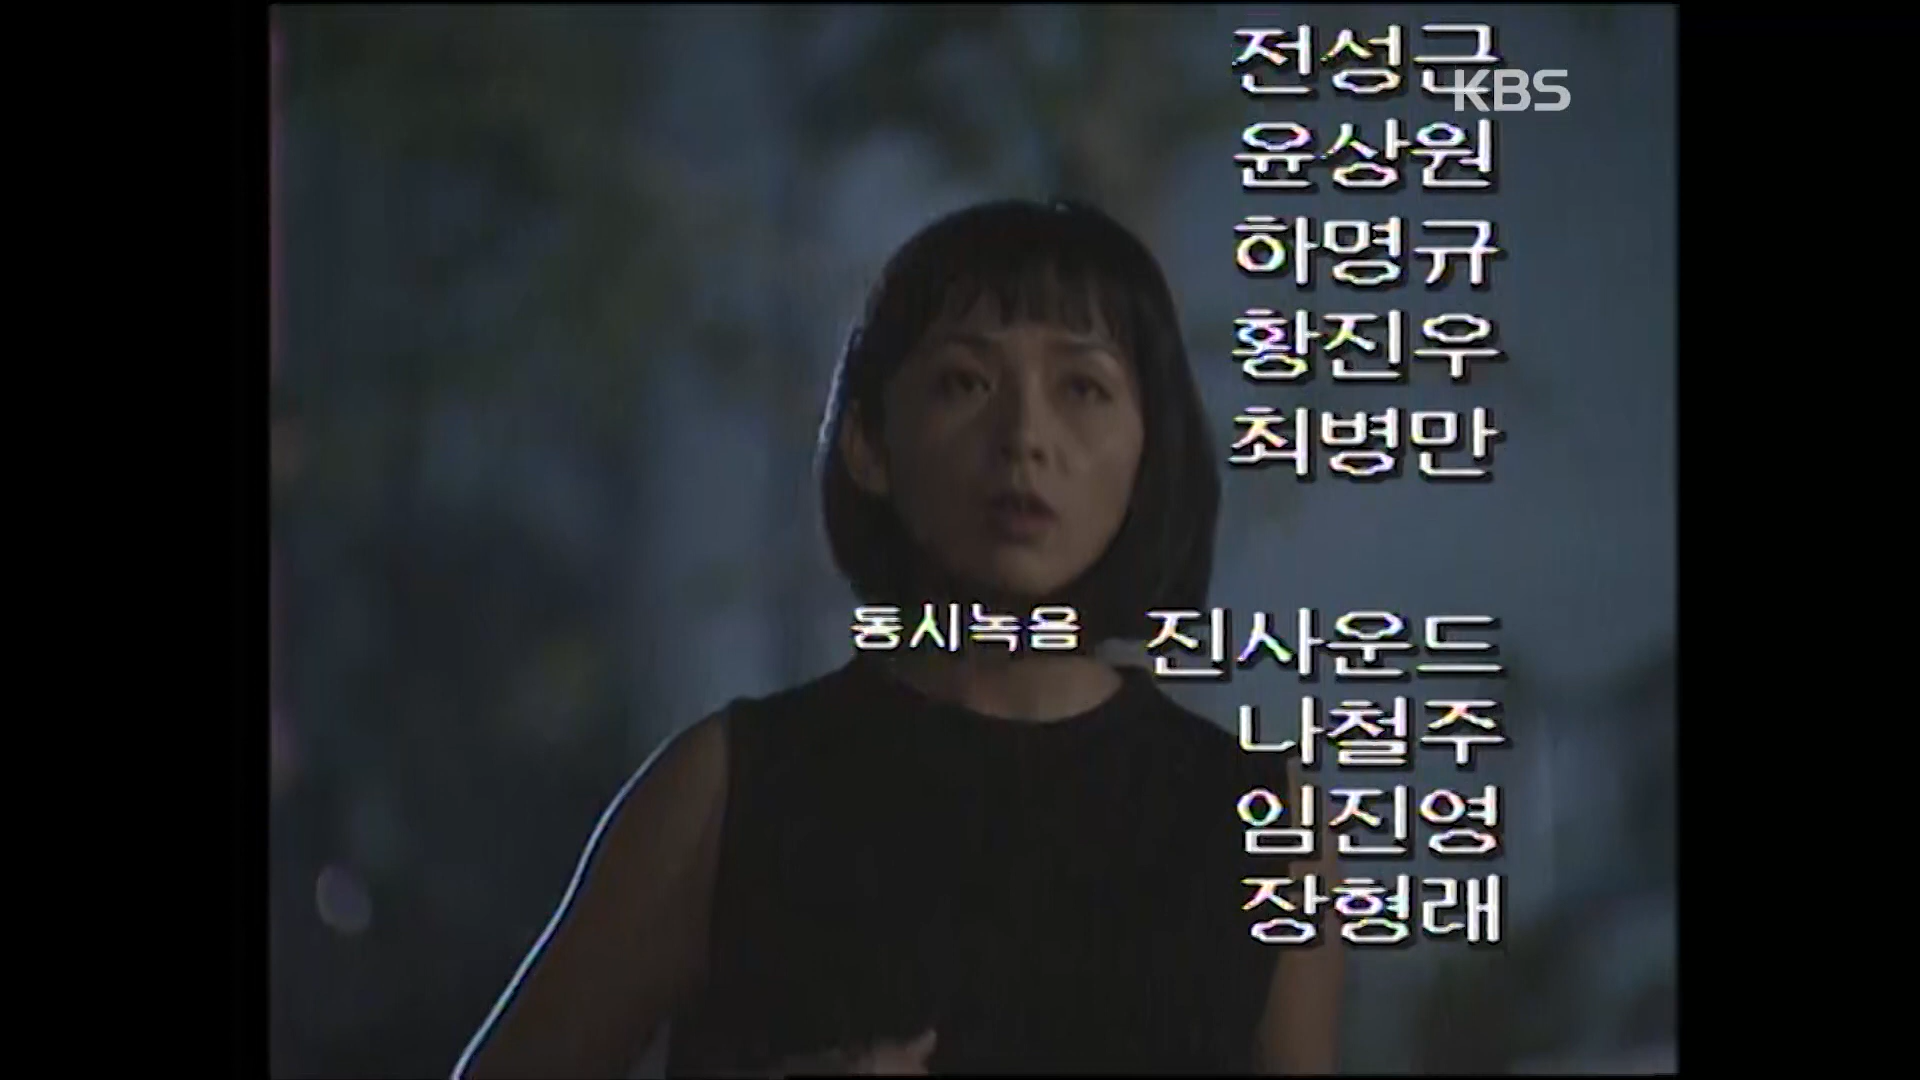 전성근
KBS
윤상원
하명규
황진우
최병만
동시녹음 진사운드
나철주
임진영
장형래